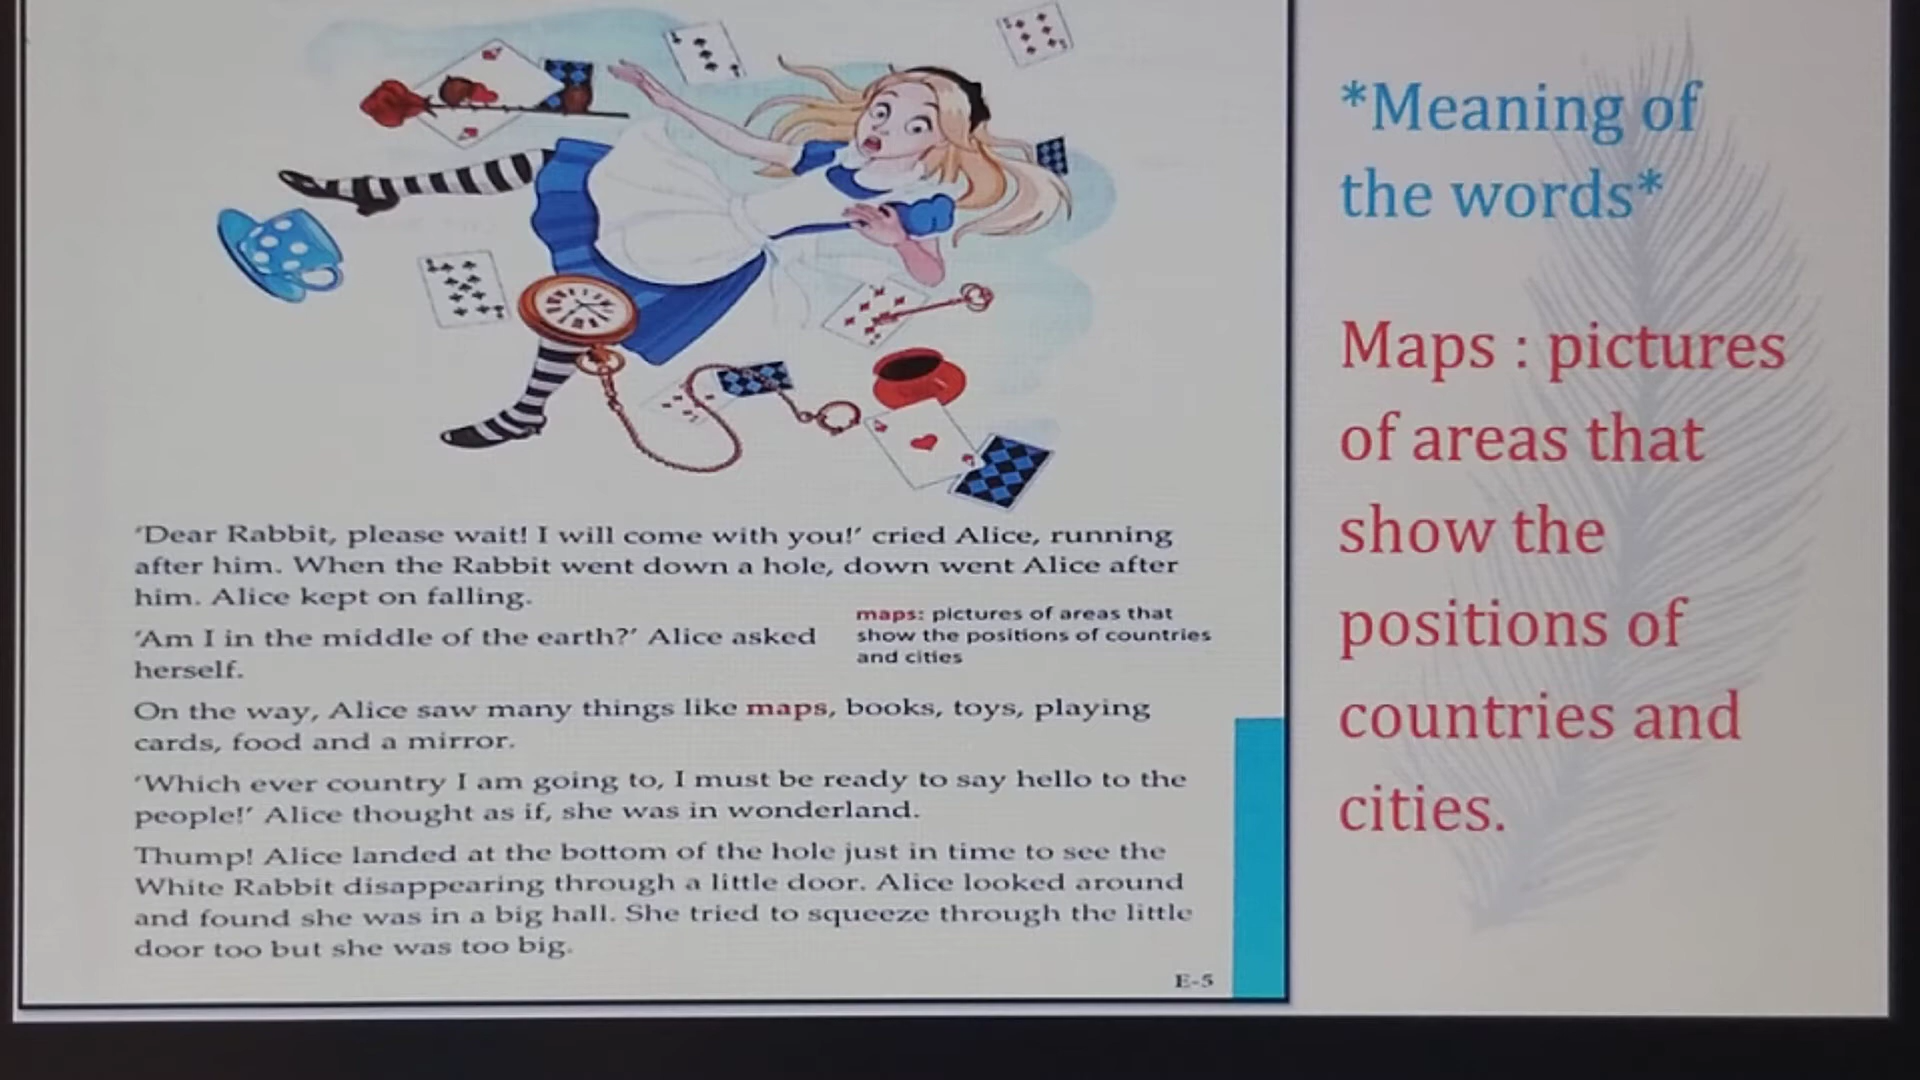 ‘Dear Rabbit, please wait! I will come with you!’ cried Alice, running
after him. When the Rabbit went down a hole, down went Alice after
him. Alice kept on falling.
‘Am I in the middle of the earth?’ Alice asked
herself.
maps: pictures of areas that
show the positions of countries
and cities
On the way, Alice saw many things like maps, books, toys, playing
cards, food and a mirror.
‘Which ever country I am going to, I must be ready to say hello to the
people!’ Alice thought as if, she was in wonderland.
Thump! Alice landed at the bottom of the hole just in time to see the
White Rabbit disappearing through a little door. Alice looked around
and found she was in a big hall. She tried to squeeze through the little
door too but she was too big.
E-5
*Meaning of
the words*
Maps : pictures
of areas that
show the
positions of
countries and
cities.